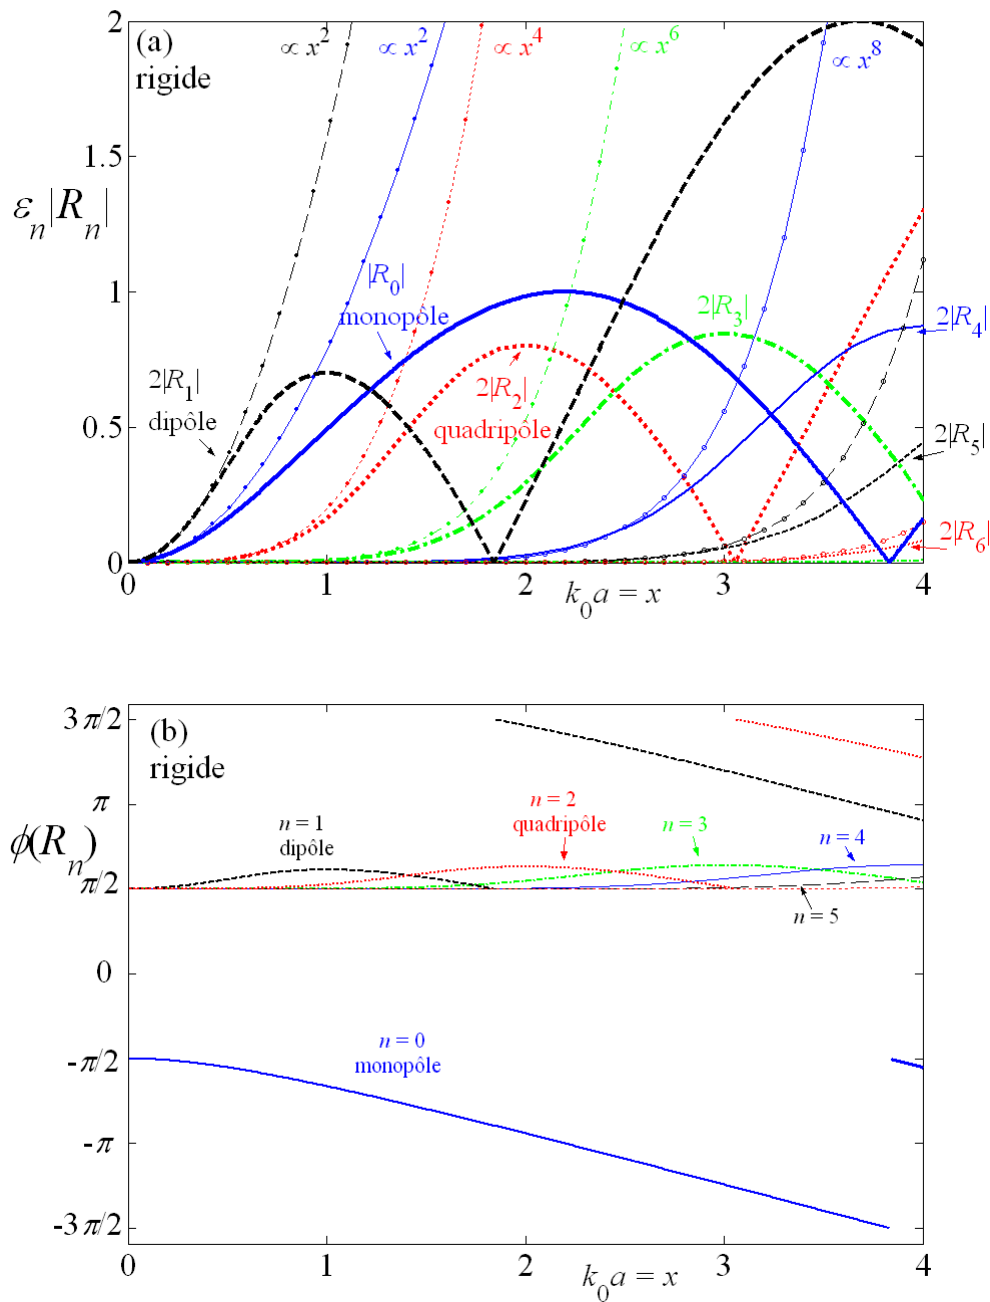 (a)
rigide
∝ x²
∝ x²
∝ x⁴
∝ x⁶
∝ x⁸
2
1.5
1
0.5
0
εₙ|Rₙ|
|R₀|
monopôle
2|R₁|
dipôle
2|R₂|
quadripôle
2|R₃|
2|R₄|
2|R₅|
2|R₆|
0
1
2
3
4
k₀a = x
(b)
rigide
3π/2
π
π/2
0
-π/2
-π
-3π/2
ϕ(Rₙ)
n = 1
dipôle
n = 2
quadripôle
n = 3
n = 4
n = 5
n = 0
monopôle
0
1
2
3
4
k₀a = x